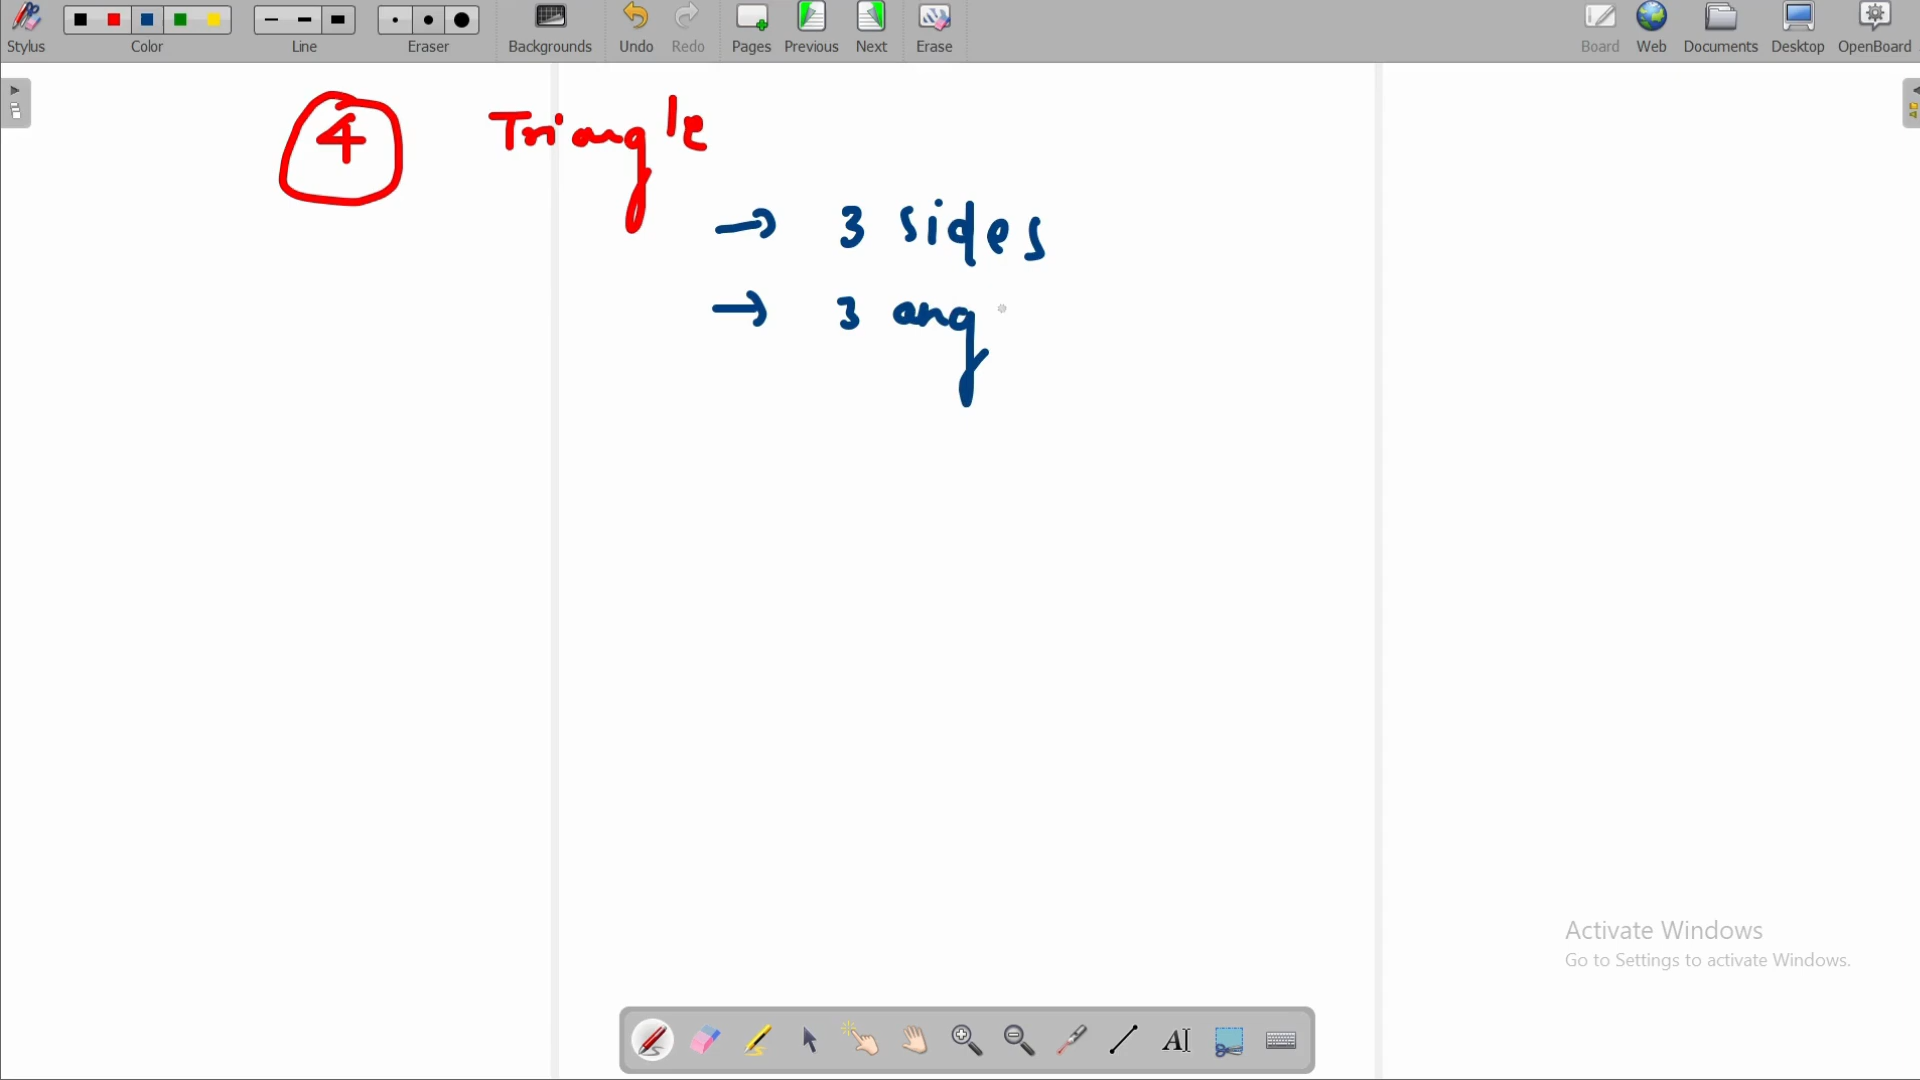 Stylus Color Line Eraser Backgrounds Undo Redo Pages Previous Next Erase Board Web Documents Desktop OpenBoard
4 Triangle
→ 3 sides
→ 3 ang
Activate Windows
Go to Settings to activate Windows.
AI